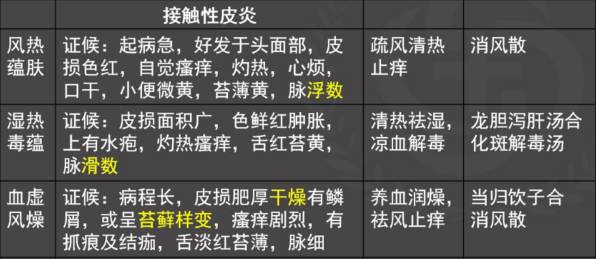 接触性皮炎
风热蕴肤
证候：起病急，好发于头面部，皮
损色红，自觉瘙痒，灼热，心烦，
口干，小便微黄，苔薄黄，脉浮数
疏风清热
止痒
消风散
湿热毒蕴
证候：皮损面积广，色鲜红肿胀，
上有水疱，灼热瘙痒，舌红苔黄，
脉滑数
清热祛湿，
凉血解毒
龙胆泻肝汤合
化斑解毒汤
血虚风燥
证候：病程长，皮损肥厚干燥有鳞
屑，或呈苔藓样变，瘙痒剧烈，有
抓痕及结痂，舌淡红苔薄，脉细
养血润燥，
祛风止痒
当归饮子合
消风散